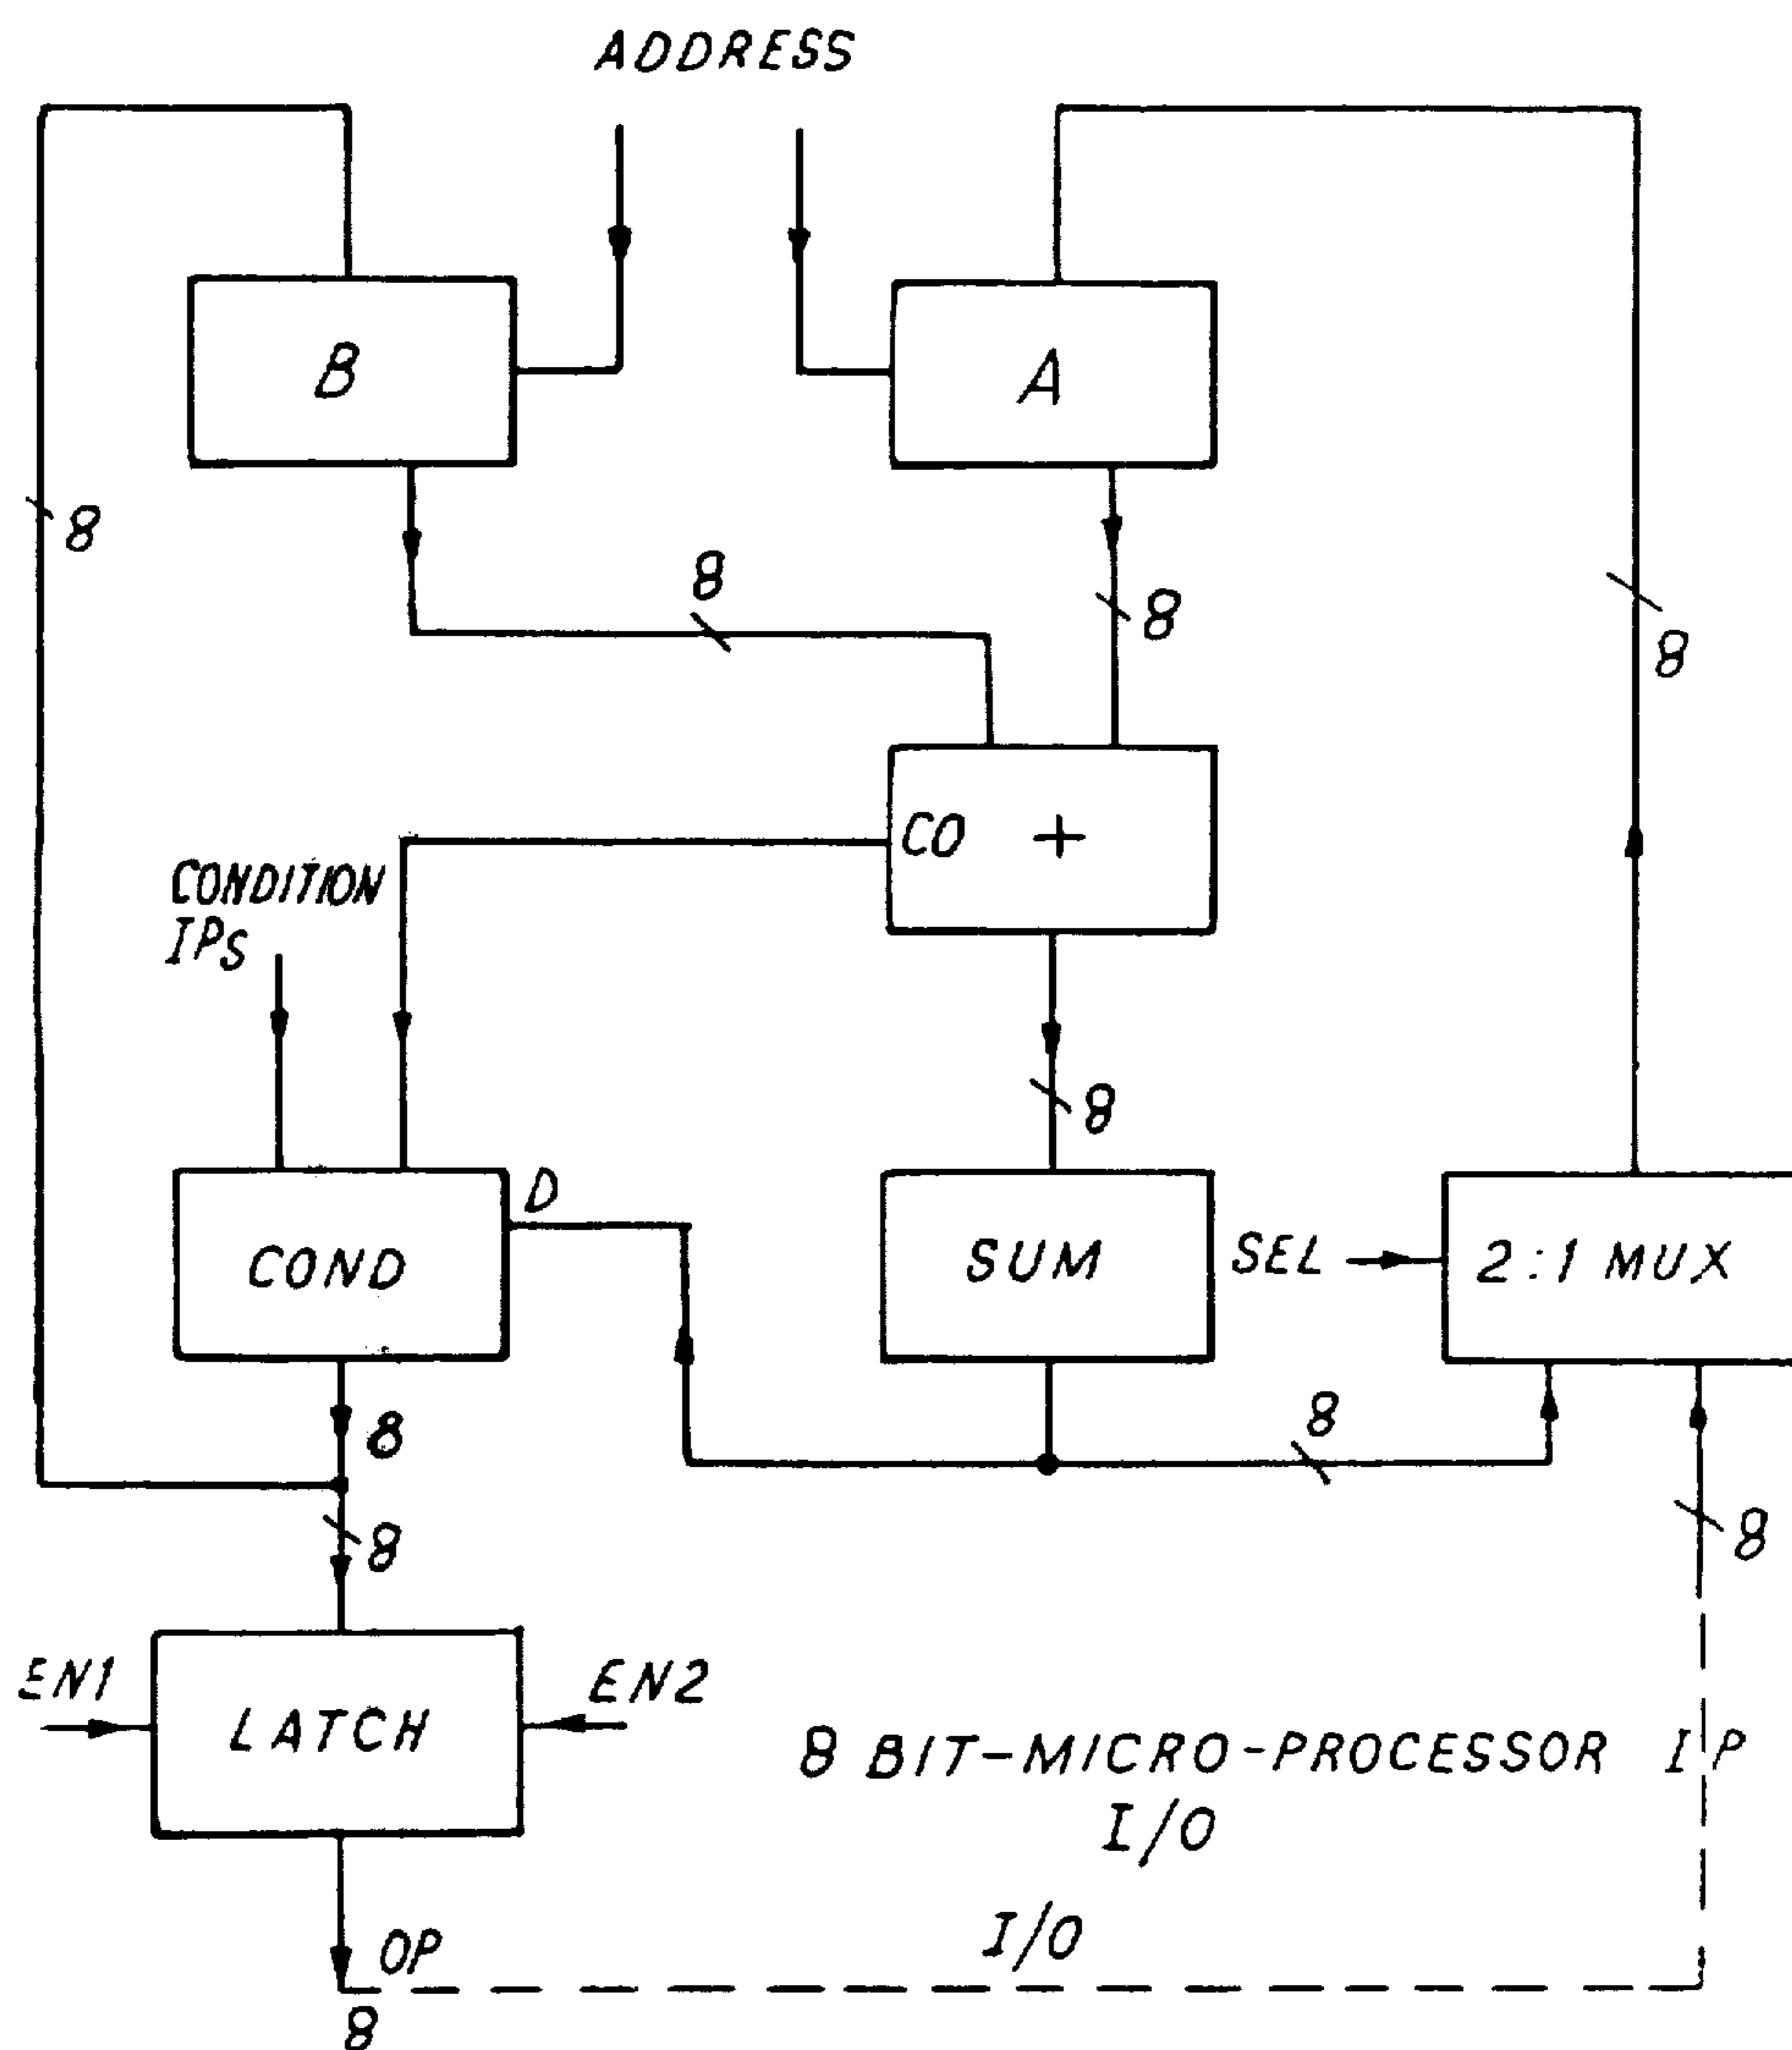 ADDRESS
B
A
8
8
8
8
CO +
CONDITION
IPS
8
D
COND
SUM
SEL
2:1 MUX
8
8
8
8
EN1
EN2
LATCH
8 BIT-MICRO-PROCESSOR IP
I/O
OP
I/O
8